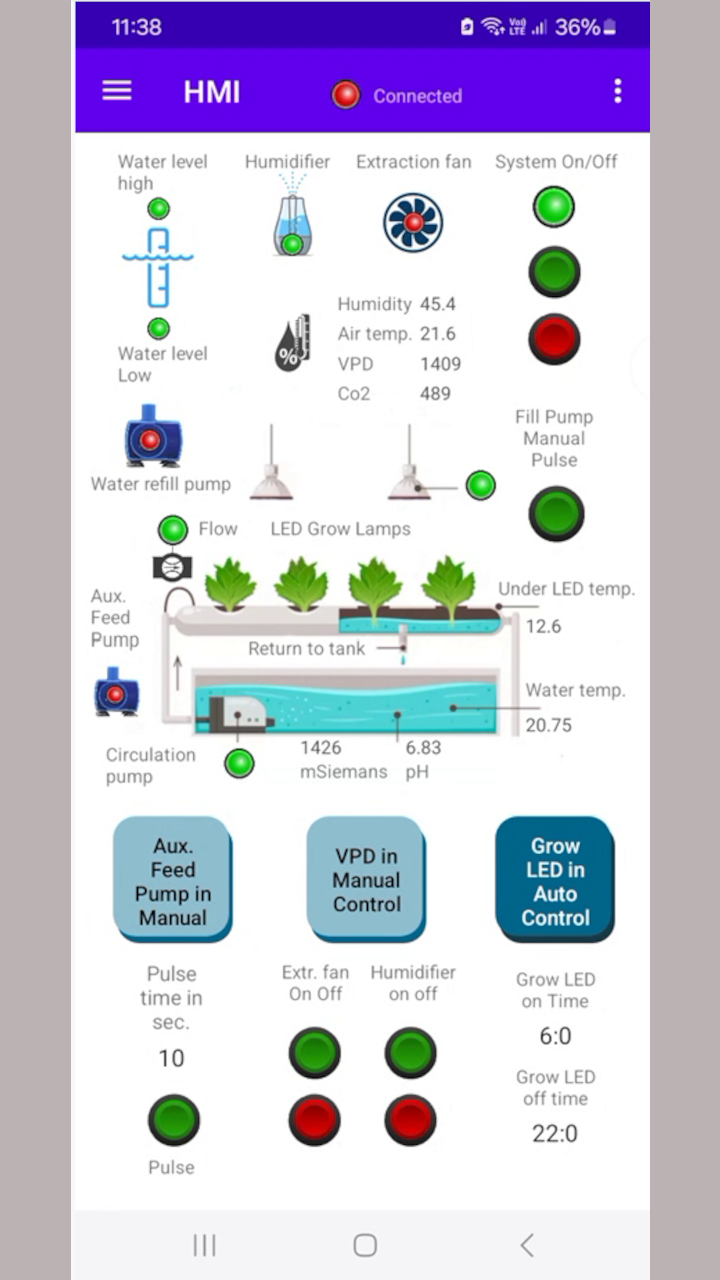 11:38
Vo)) LTE 36%
HMI
Connected
Water level
high
Humidifier
Extraction fan
System On/Off
Humidity 45.4
Air temp. 21.6
VPD 1409
Co2 489
%
Water level
Low
Fill Pump
Manual
Pulse
Water refill pump
Flow
LED Grow Lamps
Aux.
Feed
Pump
Under LED temp.
12.6
Return to tank
Water temp.
20.75
Circulation
pump
1426
mSiemans
6.83
pH
Aux.
Feed
Pump in
Manual
VPD in
Manual
Control
Grow
LED in
Auto
Control
Pulse
time in
sec.
10
Pulse
Extr. fan
On Off
Humidifier
on off
Grow LED
on Time
6:0
Grow LED
off time
22:0